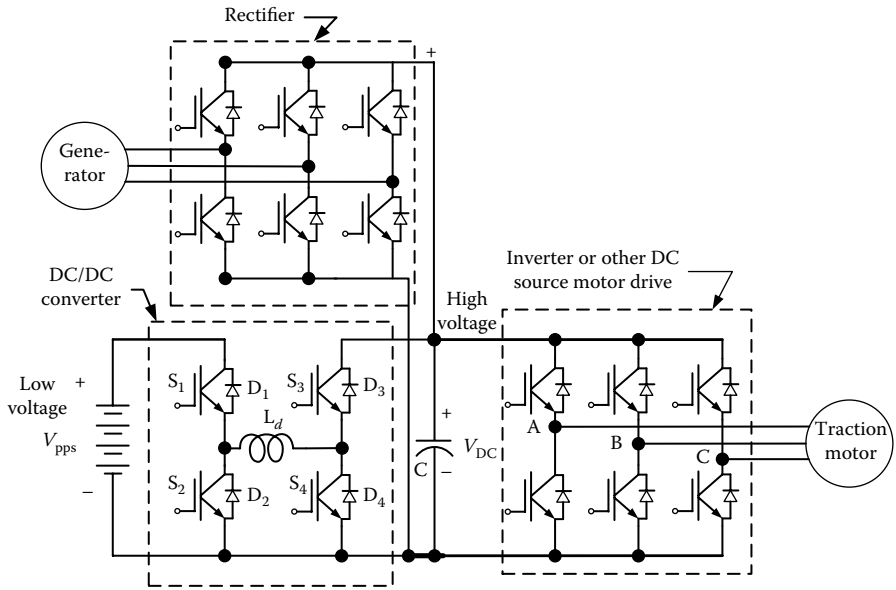 Rectifier
+
Gene-
rator
DC/DC
converter
Inverter or other DC
source motor drive
High
voltage
Low
voltage
+
V_pps
−
S1
D1
S3
D3
L_d
S2
D2
S4
D4
+
C
−
V_DC
A
B
C
Traction
motor